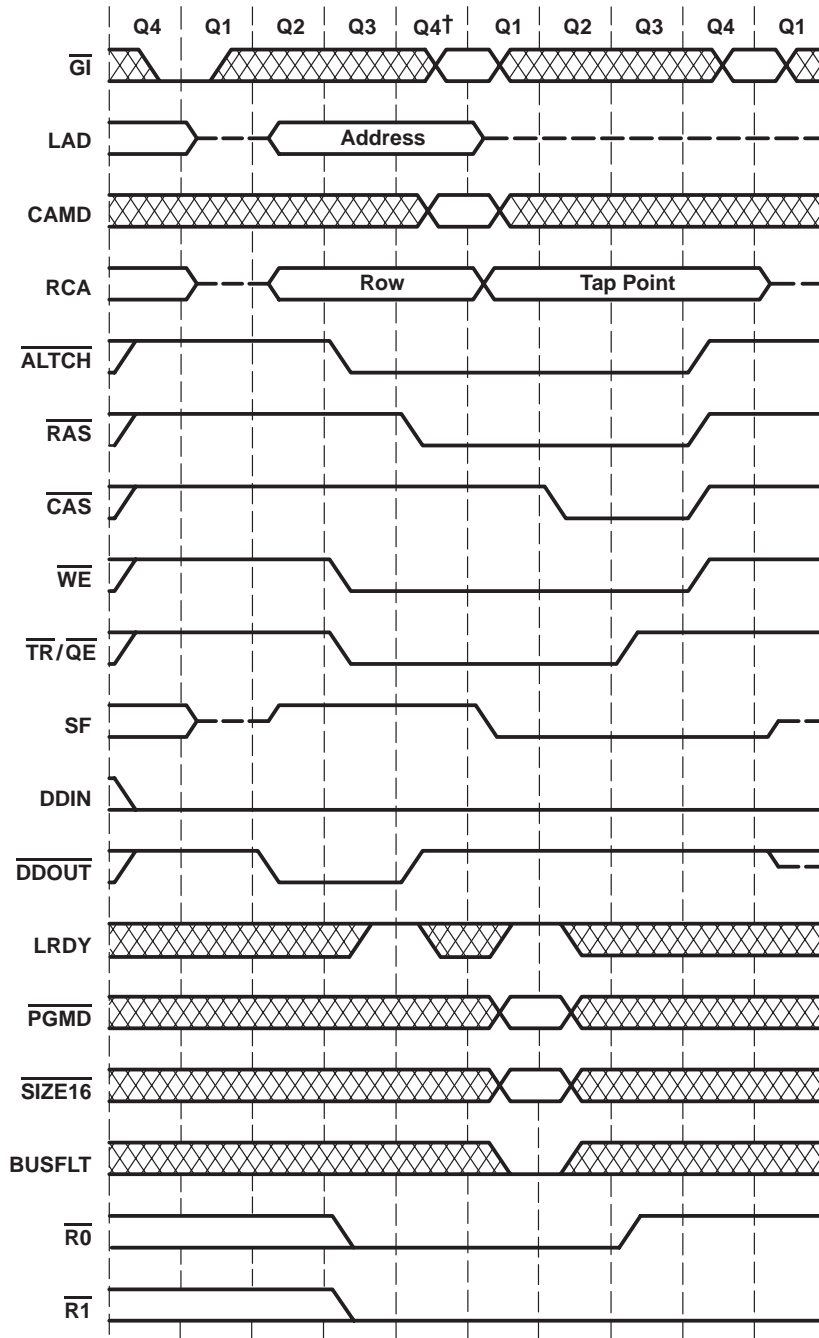 Q4 Q1 Q2 Q3 Q4† Q1 Q2 Q3 Q4 Q1
GI
LAD Address
CAMD
RCA Row Tap Point
ALTCH
RAS
CAS
WE
TR/QE
SF
DDIN
DDOUT
LRDY
PGMD
SIZE16
BUSFLT
R0
R1